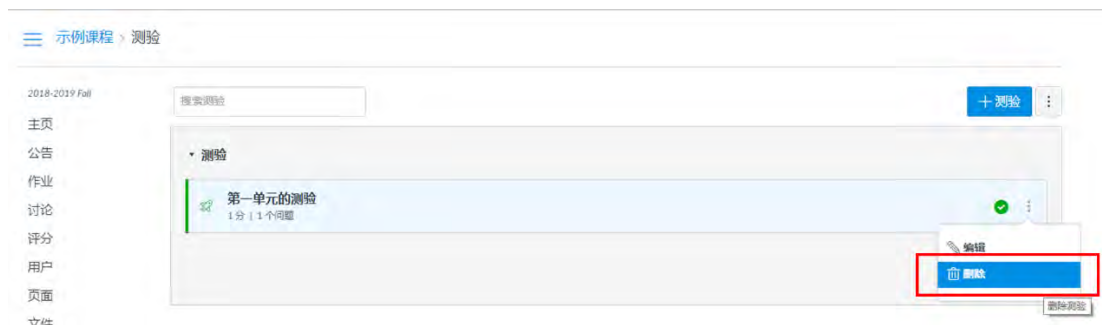 示例课程 > 测验
2018-2019 Fall
主页
公告
作业
讨论
评分
用户
页面
文件
搜索测验
＋测验
测验
第一单元的测验
1分 | 1个问题
编辑
删除
删除测验